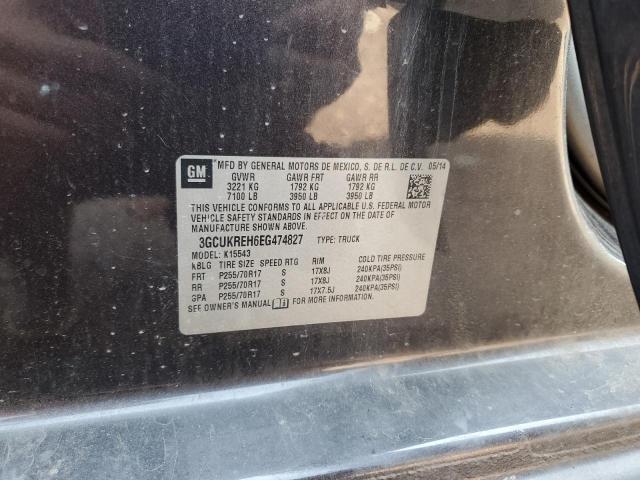 GM MFD BY GENERAL MOTORS DE MEXICO, S. DE R.L. DE C.V. 05/14
GVWR GAWR FRT GAWR RR
3221 KG 1792 KG 1792 KG
7100 LB 3950 LB 3950 LB
THIS VEHICLE CONFORMS TO ALL APPLICABLE U.S. FEDERAL MOTOR
VEHICLE SAFETY STANDARDS IN EFFECT ON THE DATE OF
MANUFACTURE SHOWN ABOVE.
3GCUKREH6EG474827 TYPE: TRUCK
MODEL: K15543
KBLG TIRE SIZE SPEED RTG RIM COLD TIRE PRESSURE
FRT P255/70R17 S 17X8J 240KPA(35PSI)
RR P255/70R17 S 17X8J 240KPA(35PSI)
SPA P255/70R17 S 17X7.5J 240KPA(35PSI)
SEE OWNER'S MANUAL FOR MORE INFORMATION.